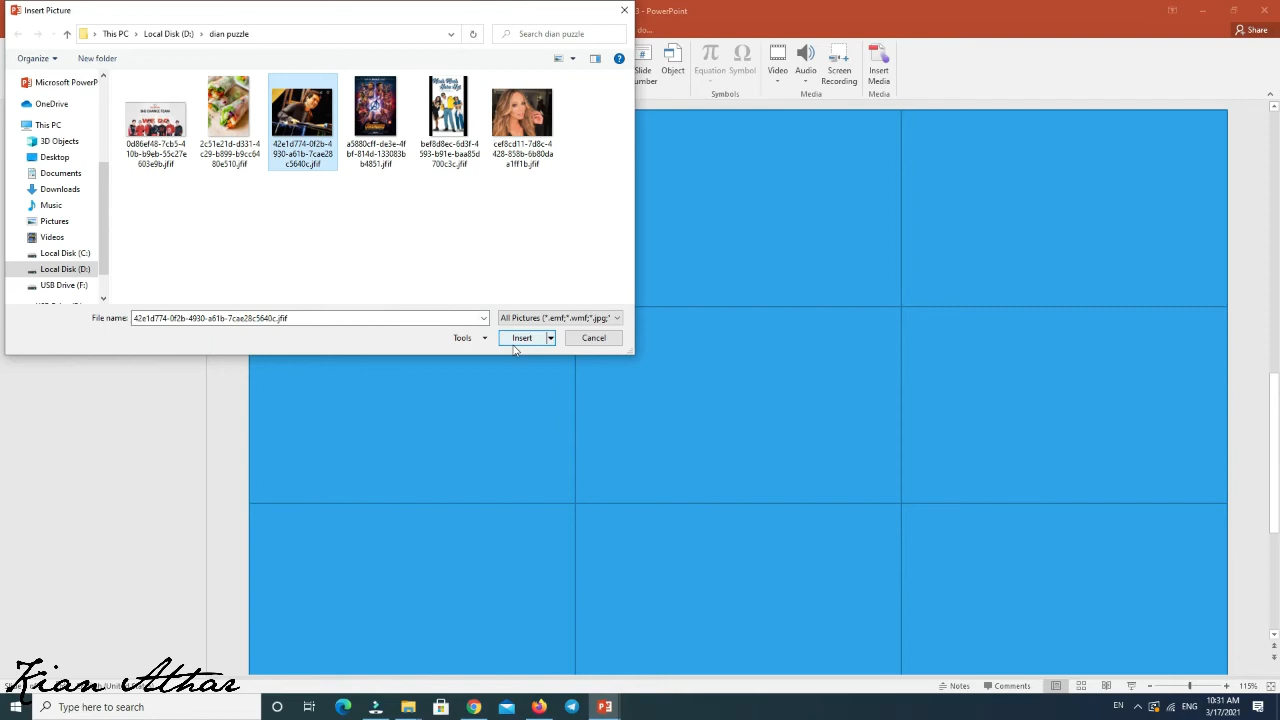 Insert Picture
3 - PowerPoint
This PC
Local Disk (D:)
dian puzzle
Search dian puzzle
do...
Share
Organize
New folder
Slide
Number
Object
Equation
Symbol
Symbols
Video
Audio
Screen
Recording
Media
Insert
Media
Media
Microsoft PowerP
OneDrive
This PC
3D Objects
Desktop
Documents
Downloads
Music
Pictures
Videos
Local Disk (C:)
Local Disk (D:)
USB Drive (F:)
0d86ef48-7cb5-4
10b-b9eb-55c27e
603e9b.jfif
2c51e21d-d331-4
c29-b899-b9cc64
80e510.jfif
42e1d774-0f2b-4
930-a61b-7cae28
c5640c.jfif
a5880cff-de3e-4f
bf-814d-133083b
b4851.jfif
bef8d8ec-6d3f-4
593-b91e-baa85d
700c3c.jfif
cef8cd11-7d8c-4
428-858b-6b80da
a1ff1b.jfif
File name:
42e1d774-0f2b-4930-a61b-7cae28c5640c.jfif
All Pictures (*.emf;*.wmf;*.jpg;*
Tools
Insert
Cancel
Kian Athar
Notes
Comments
115%
Type here to search
EN
ENG
10:31 AM
3/17/2021